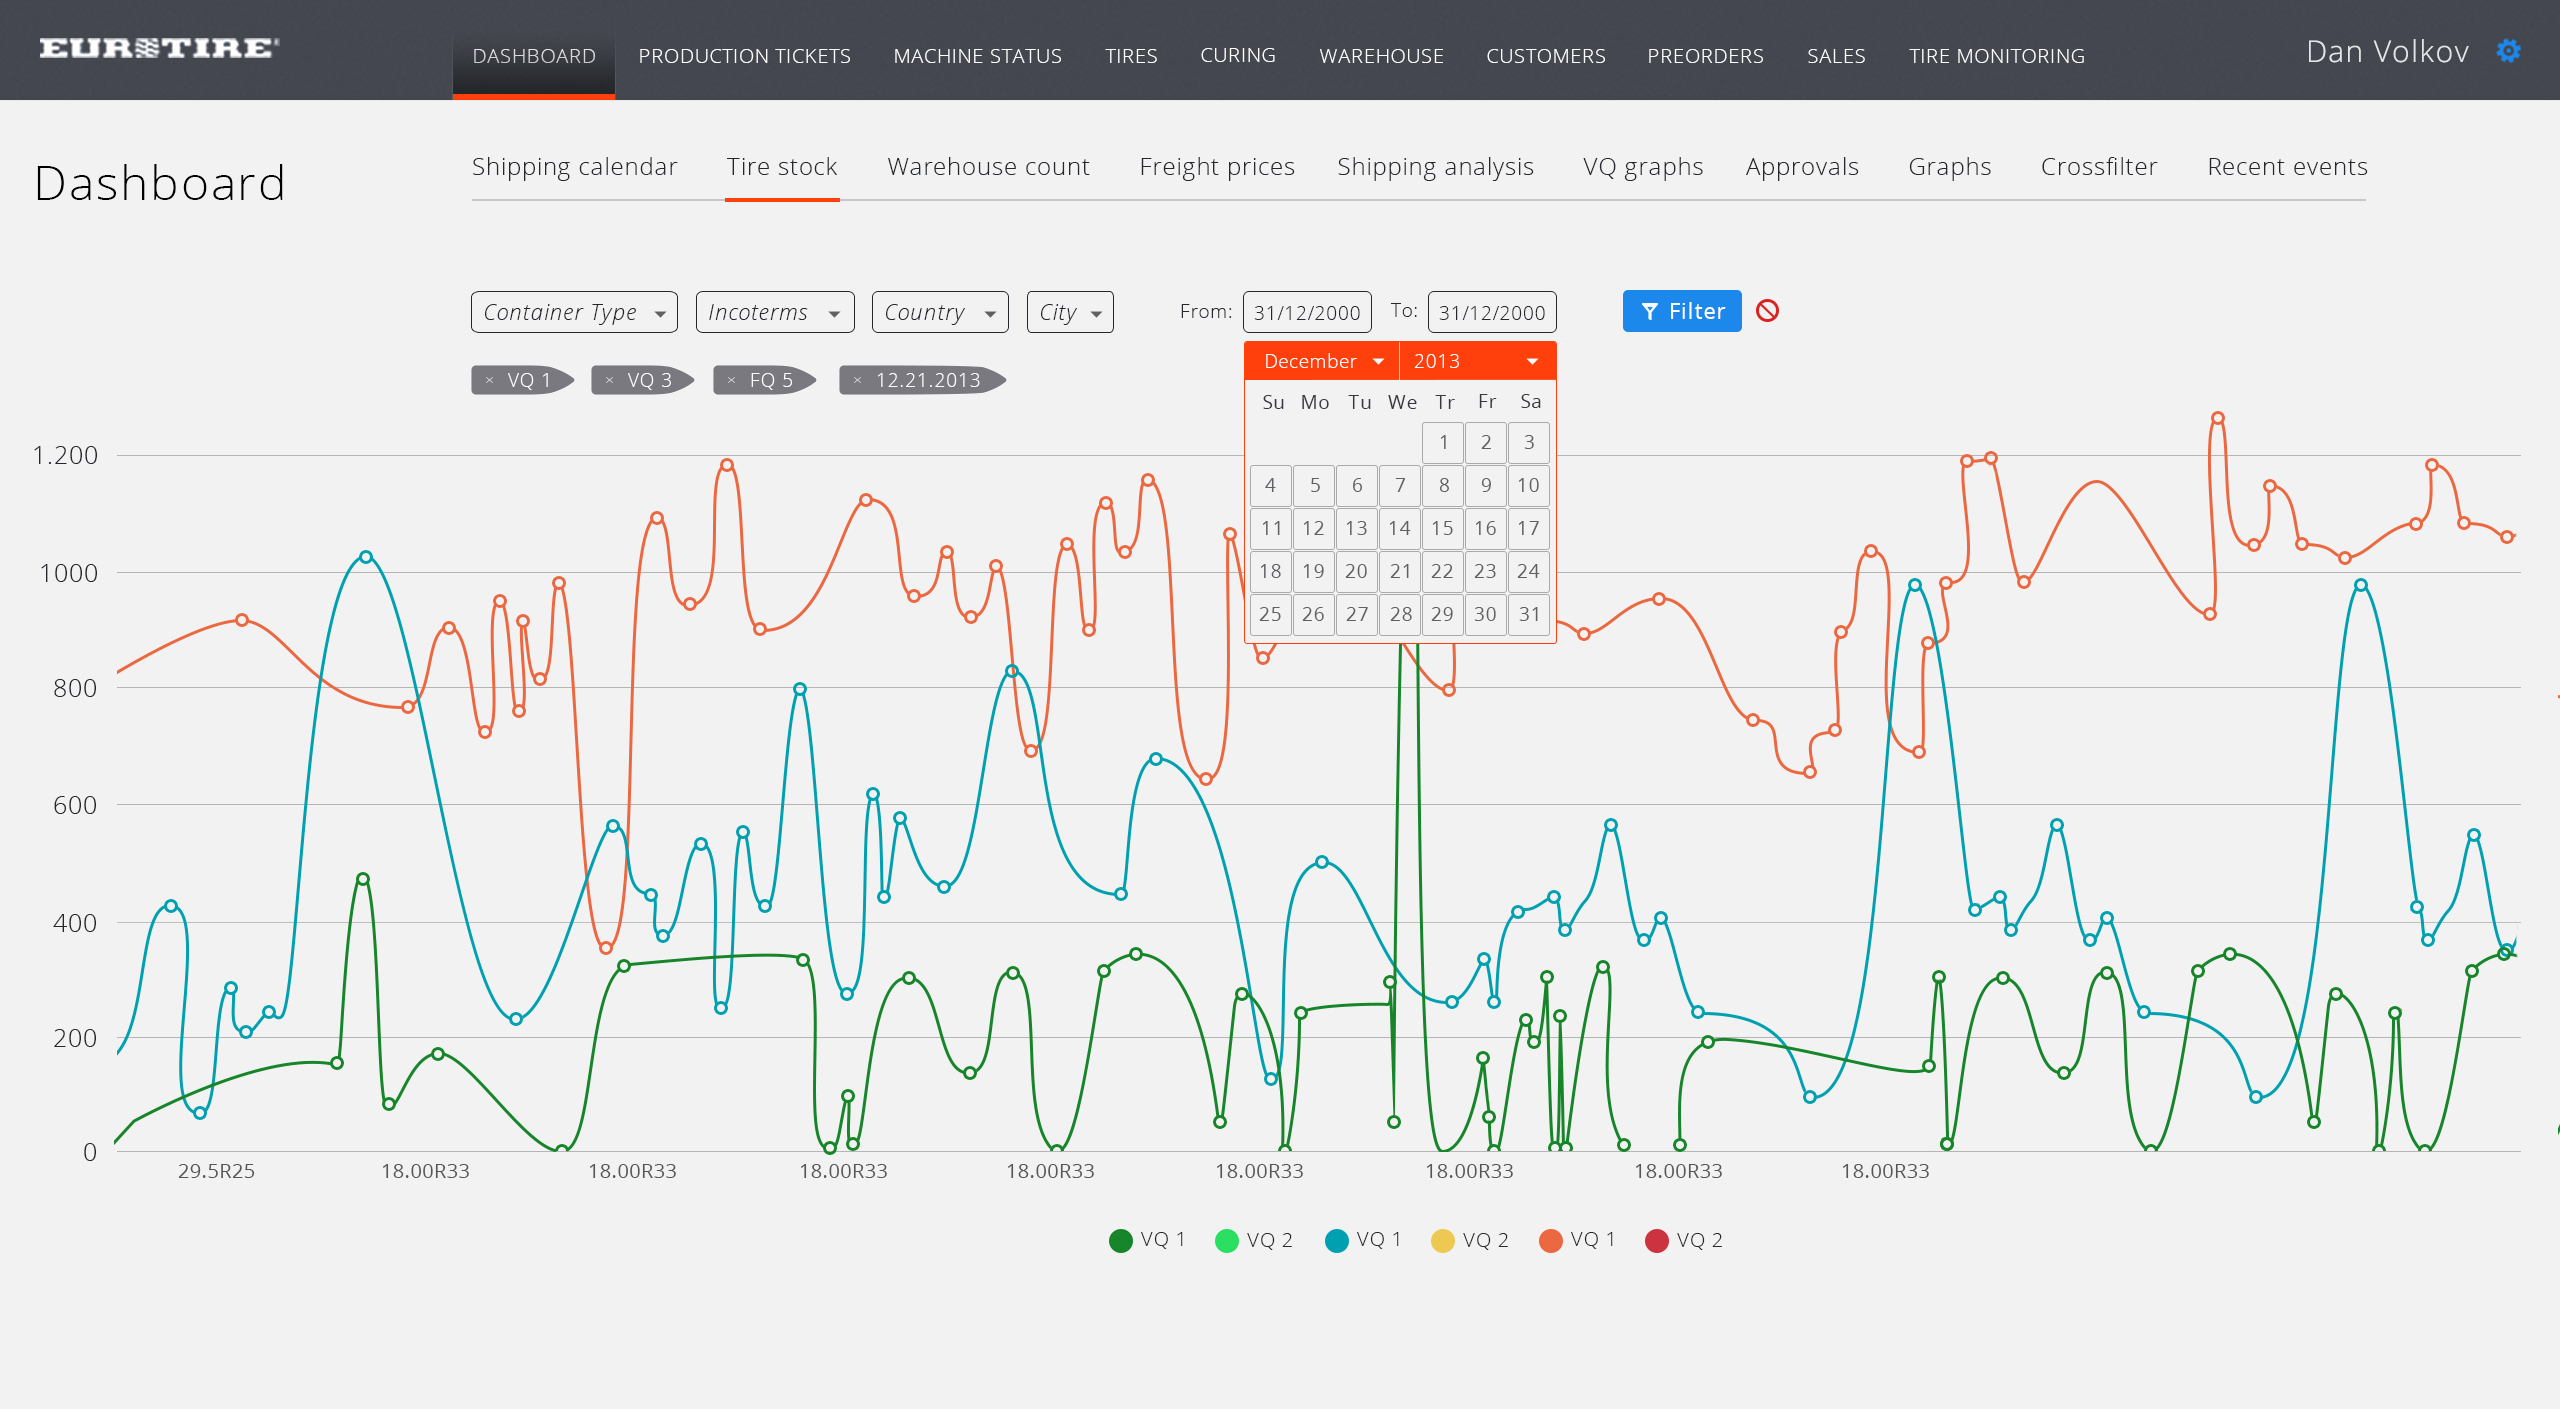 EUROTIRE
DASHBOARD PRODUCTION TICKETS MACHINE STATUS TIRES CURING WAREHOUSE CUSTOMERS PREORDERS SALES TIRE MONITORING
Dan Volkov
Dashboard
Shipping calendar Tire stock Warehouse count Freight prices Shipping analysis VQ graphs Approvals Graphs Crossfilter Recent events
Container Type Incoterms Country City From: 31/12/2000 To: 31/12/2000 Filter
× VQ 1 × VQ 3 × FQ 5 × 12.21.2013
December 2013
Su Mo Tu We Tr Fr Sa
1 2 3
4 5 6 7 8 9 10
11 12 13 14 15 16 17
18 19 20 21 22 23 24
25 26 27 28 29 30 31
1.200
1000
800
600
400
200
0
29.5R25 18.00R33 18.00R33 18.00R33 18.00R33 18.00R33 18.00R33 18.00R33 18.00R33
VQ 1 VQ 2 VQ 1 VQ 2 VQ 1 VQ 2